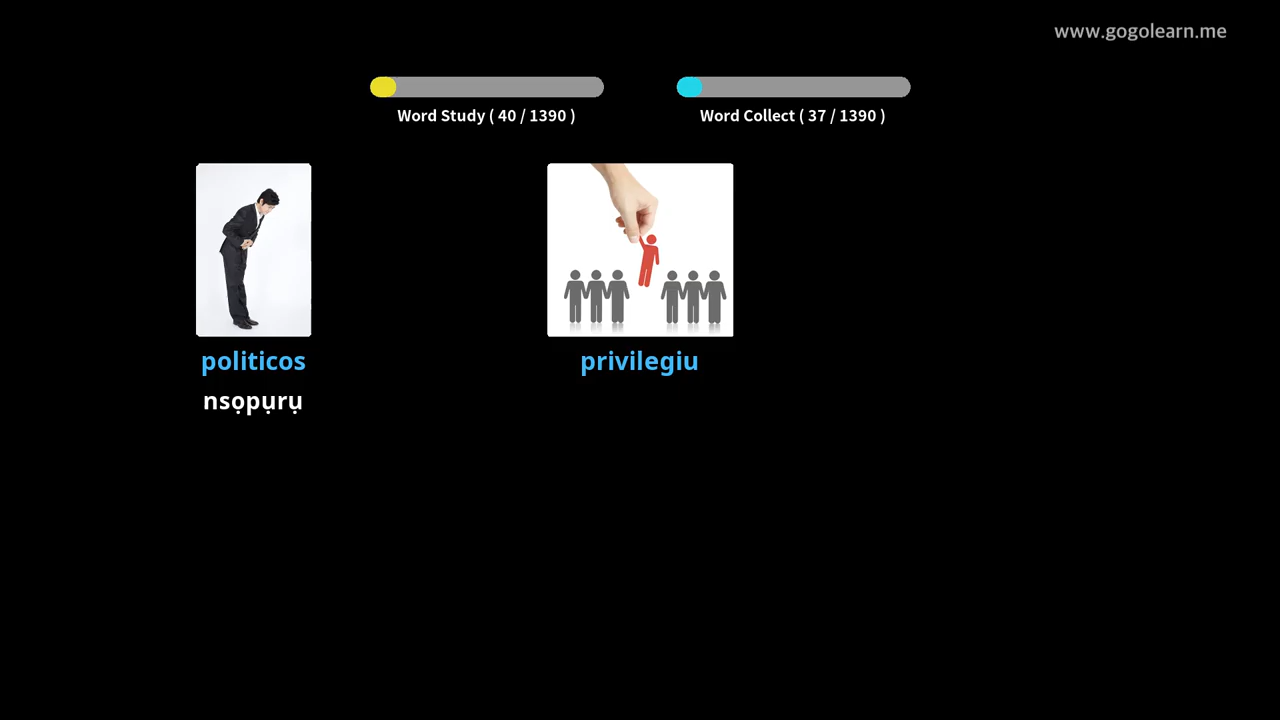 www.gogolearn.me
Word Study ( 40 / 1390 )
Word Collect ( 37 / 1390 )
politicos
privilegiu
nsọpụrụ